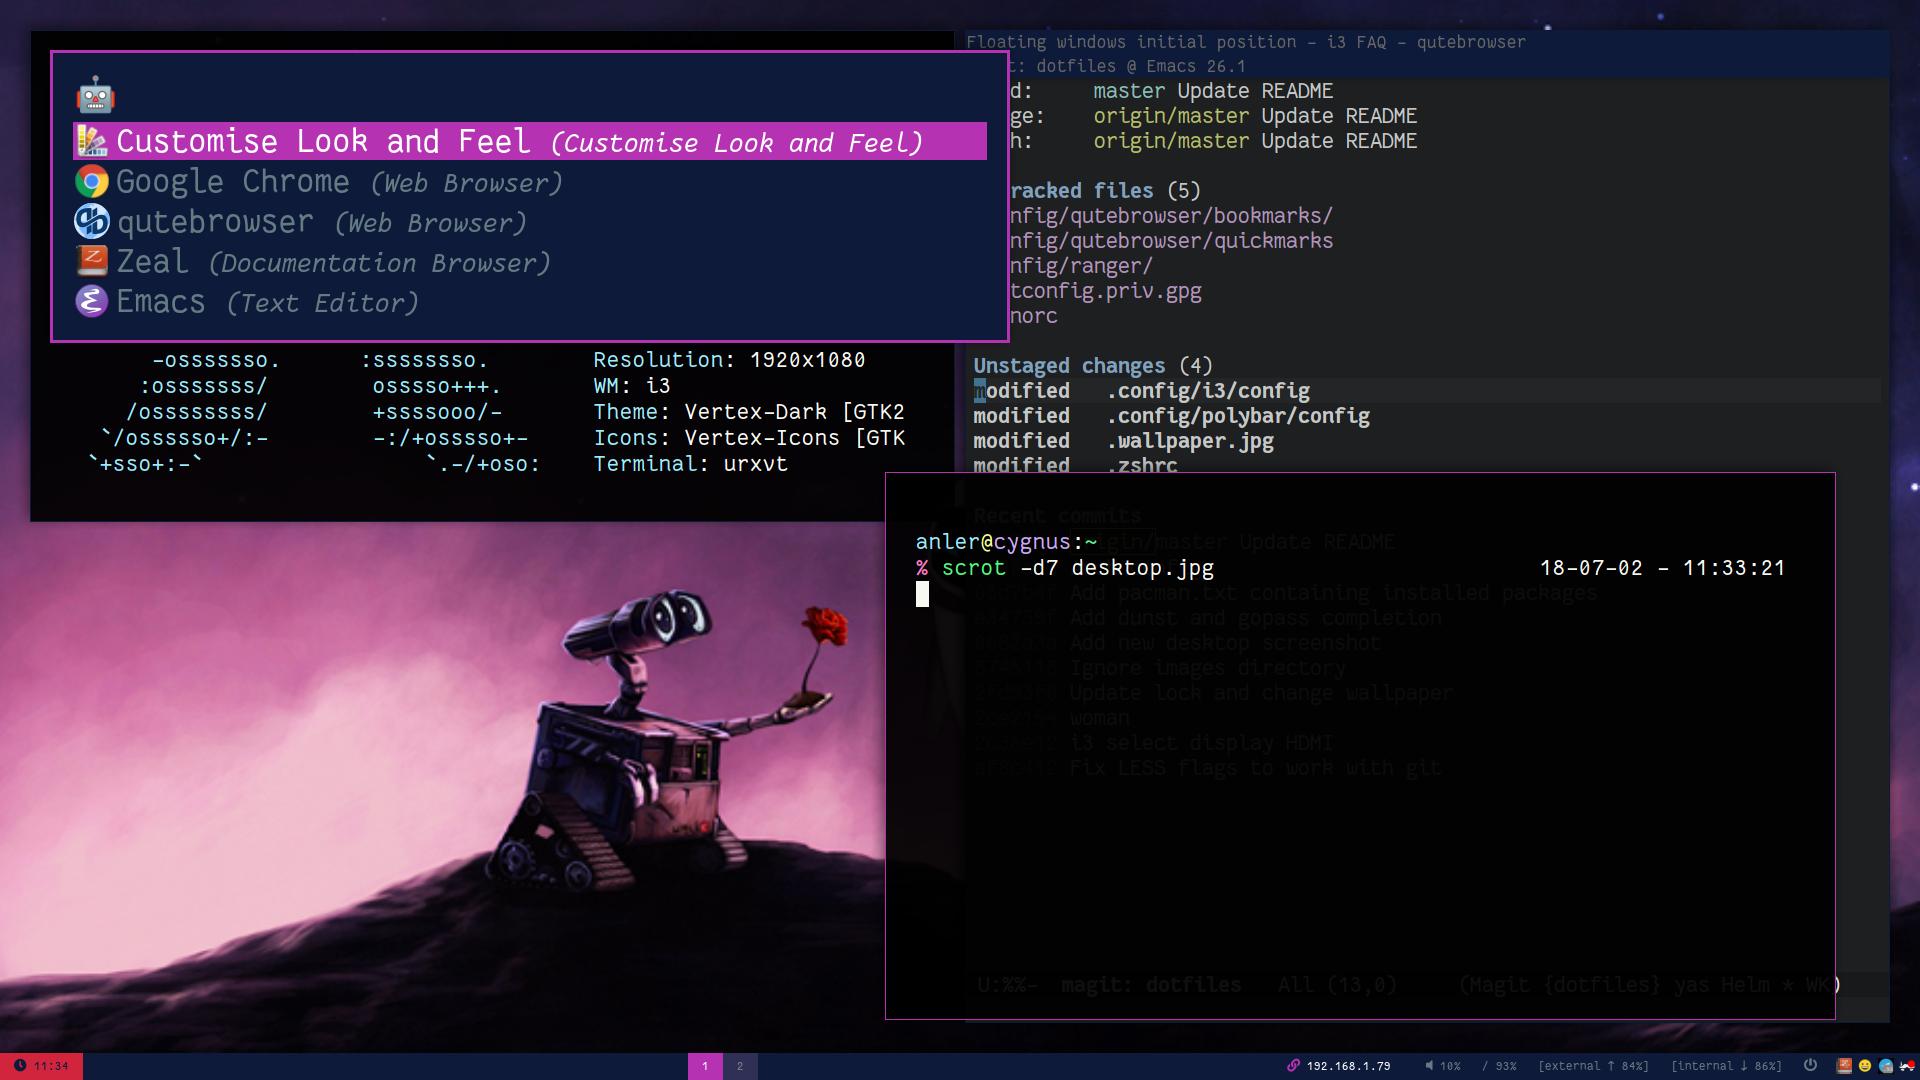 Floating windows initial position - i3 FAQ - qutebrowser
t: dotfiles @ Emacs 26.1
Customise Look and Feel (Customise Look and Feel)
Google Chrome (Web Browser)
qutebrowser (Web Browser)
Zeal (Documentation Browser)
Emacs (Text Editor)
d: master Update README
ge: origin/master Update README
h: origin/master Update README
racked files (5)
nfig/qutebrowser/bookmarks/
nfig/qutebrowser/quickmarks
nfig/ranger/
tconfig.priv.gpg
norc
Unstaged changes (4)
modified .config/i3/config
modified .config/polybar/config
modified .wallpaper.jpg
modified .zshrc
-osssssso. :ssssssso. Resolution: 1920x1080
:osssssss/ osssso+++. WM: i3
/ossssssss/ +ssssooo/- Theme: Vertex-Dark [GTK2
`/ossssso+/:- -:/+osssso+- Icons: Vertex-Icons [GTK
`+sso+:-` `.-/+oso: Terminal: urxvt
Recent commits
master Update README
Add pacman.txt containing installed packages
Add dunst and gopass completion
Add new desktop screenshot
Ignore images directory
Update lock and change wallpaper
woman
i3 select display HDMI
Fix LESS flags to work with git
anler@cygnus:~
% scrot -d7 desktop.jpg 18-07-02 - 11:33:21
U:%%- magit: dotfiles All (13,0) (Magit {dotfiles} yas Helm * WK)
11:34 1 2 192.168.1.79 10% / 93% [external ↑ 84%] [internal ↓ 86%]